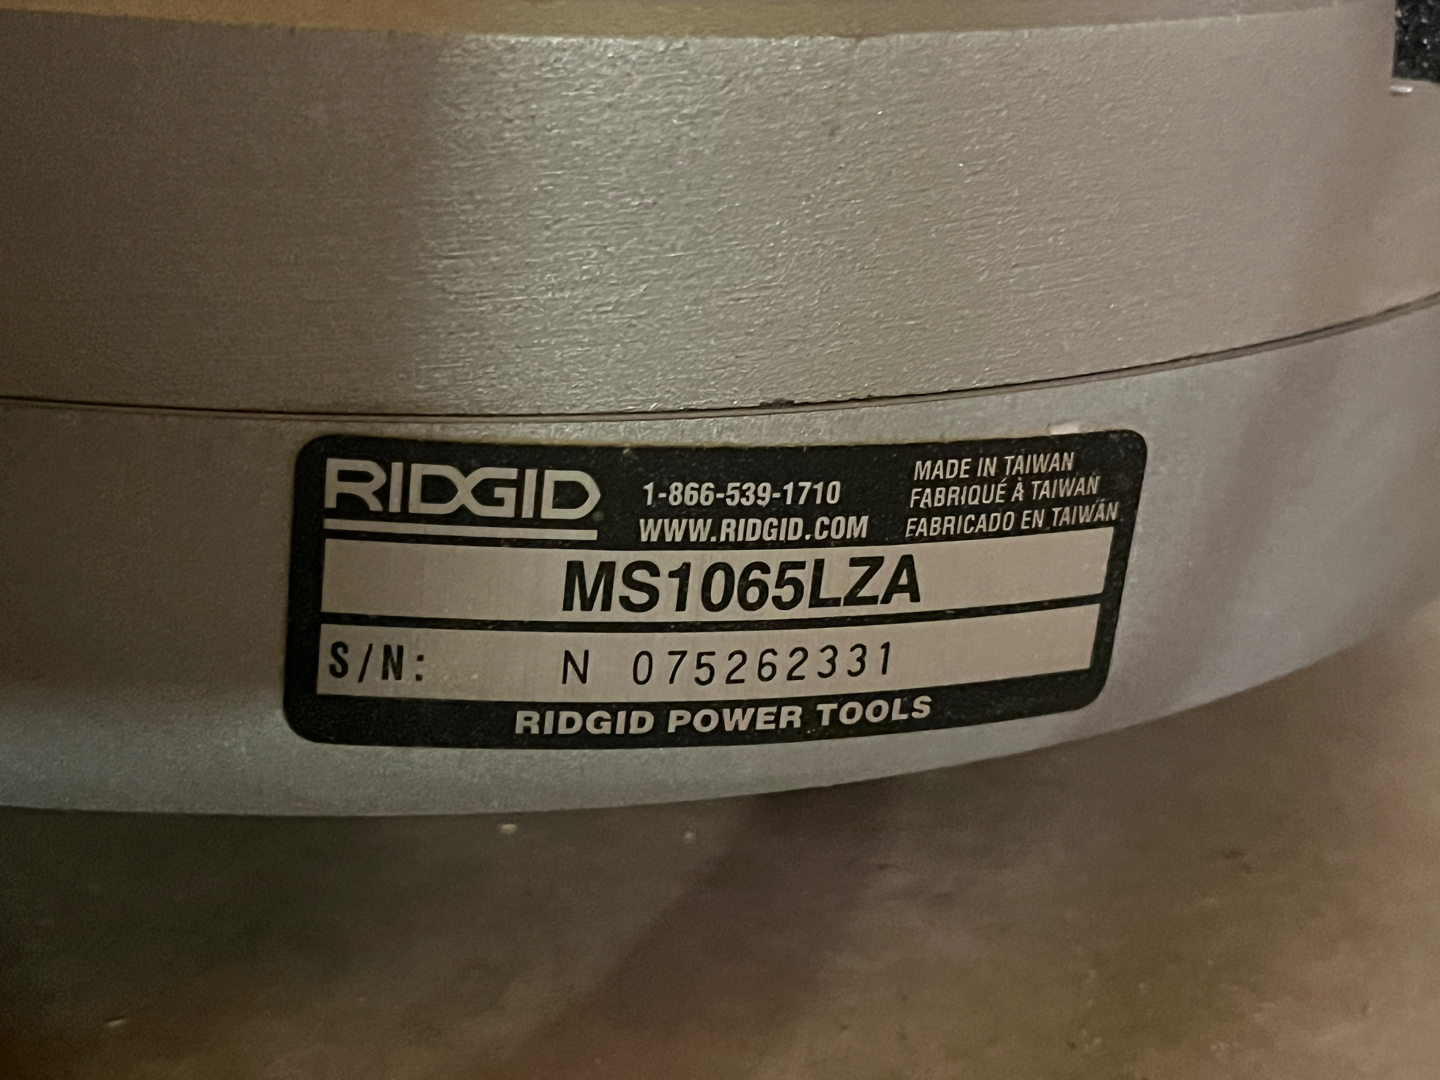 RIDGID
1-866-539-1710
WWW.RIDGID.COM
MADE IN TAIWAN
FABRIQUÉ À TAIWAN
FABRICADO EN TAIWÁN
MS1065LZA
S/N: N 075262331
RIDGID POWER TOOLS